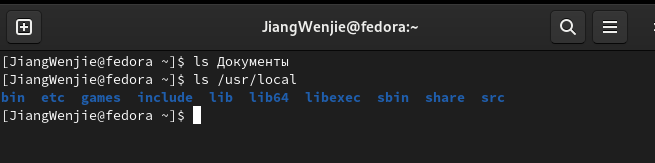 JiangWenjie@fedora:~
[JiangWenjie@fedora ~]$ ls Документы
[JiangWenjie@fedora ~]$ ls /usr/local
bin etc games include lib lib64 libexec sbin share src
[JiangWenjie@fedora ~]$